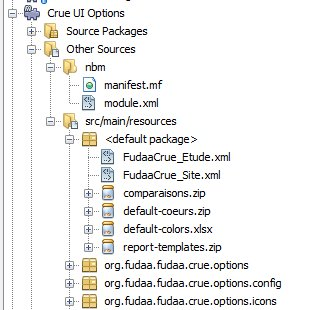 Crue UI Options
Source Packages
Other Sources
nbm
manifest.mf
module.xml
src/main/resources
<default package>
FudaaCrue_Etude.xml
FudaaCrue_Site.xml
comparaisons.zip
default-coeurs.zip
default-colors.xlsx
report-templates.zip
org.fudaa.fudaa.crue.options
org.fudaa.fudaa.crue.options.config
org.fudaa.fudaa.crue.options.icons